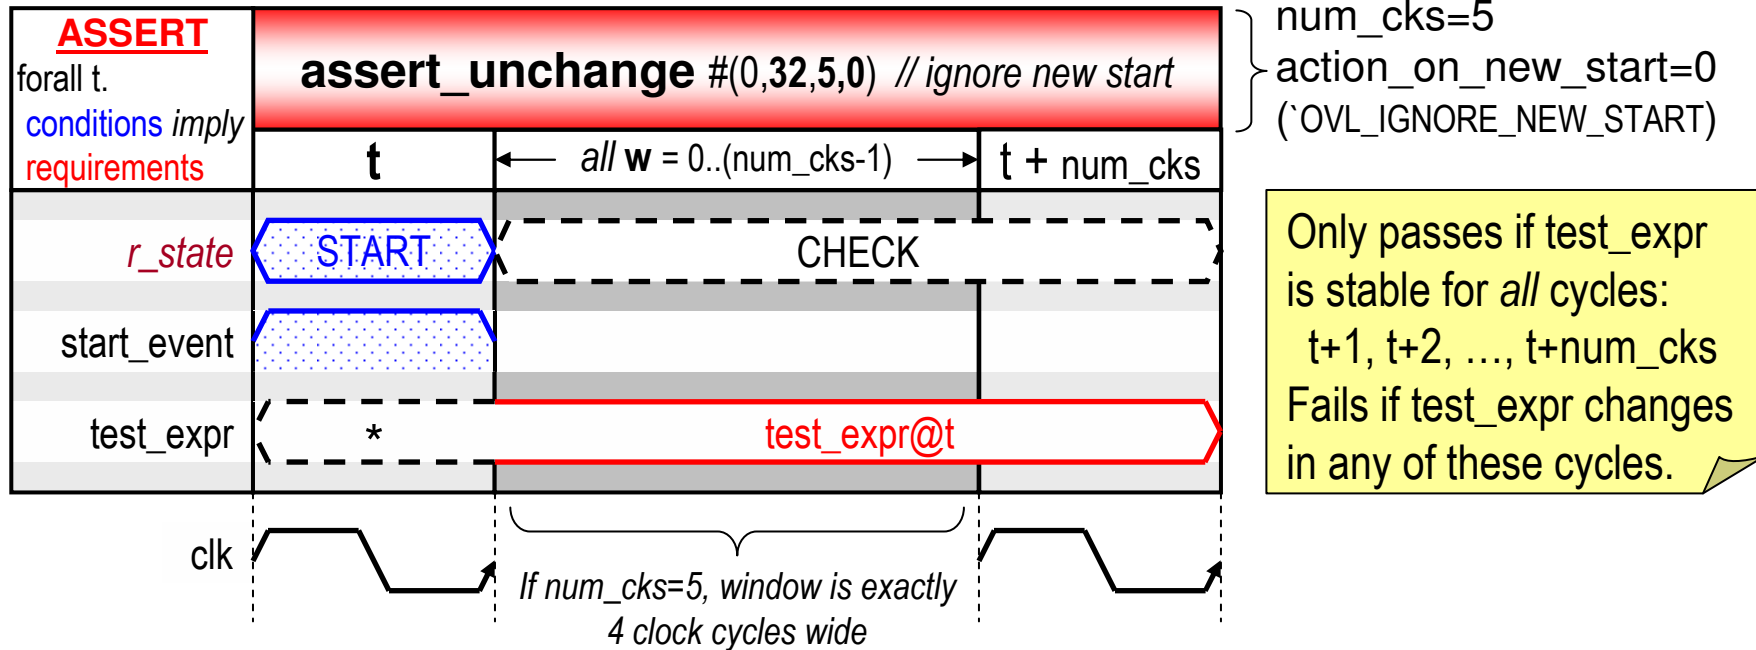 ASSERT
forall t.
conditions imply
requirements
assert_unchange #(0,32,5,0) // ignore new start
num_cks=5
action_on_new_start=0
(`OVL_IGNORE_NEW_START)
t
all w = 0..(num_cks-1)
t + num_cks
r_state
START
CHECK
start_event
test_expr
*
test_expr@t
Only passes if test_expr
is stable for all cycles:
t+1, t+2, …, t+num_cks
Fails if test_expr changes
in any of these cycles.
clk
If num_cks=5, window is exactly
4 clock cycles wide